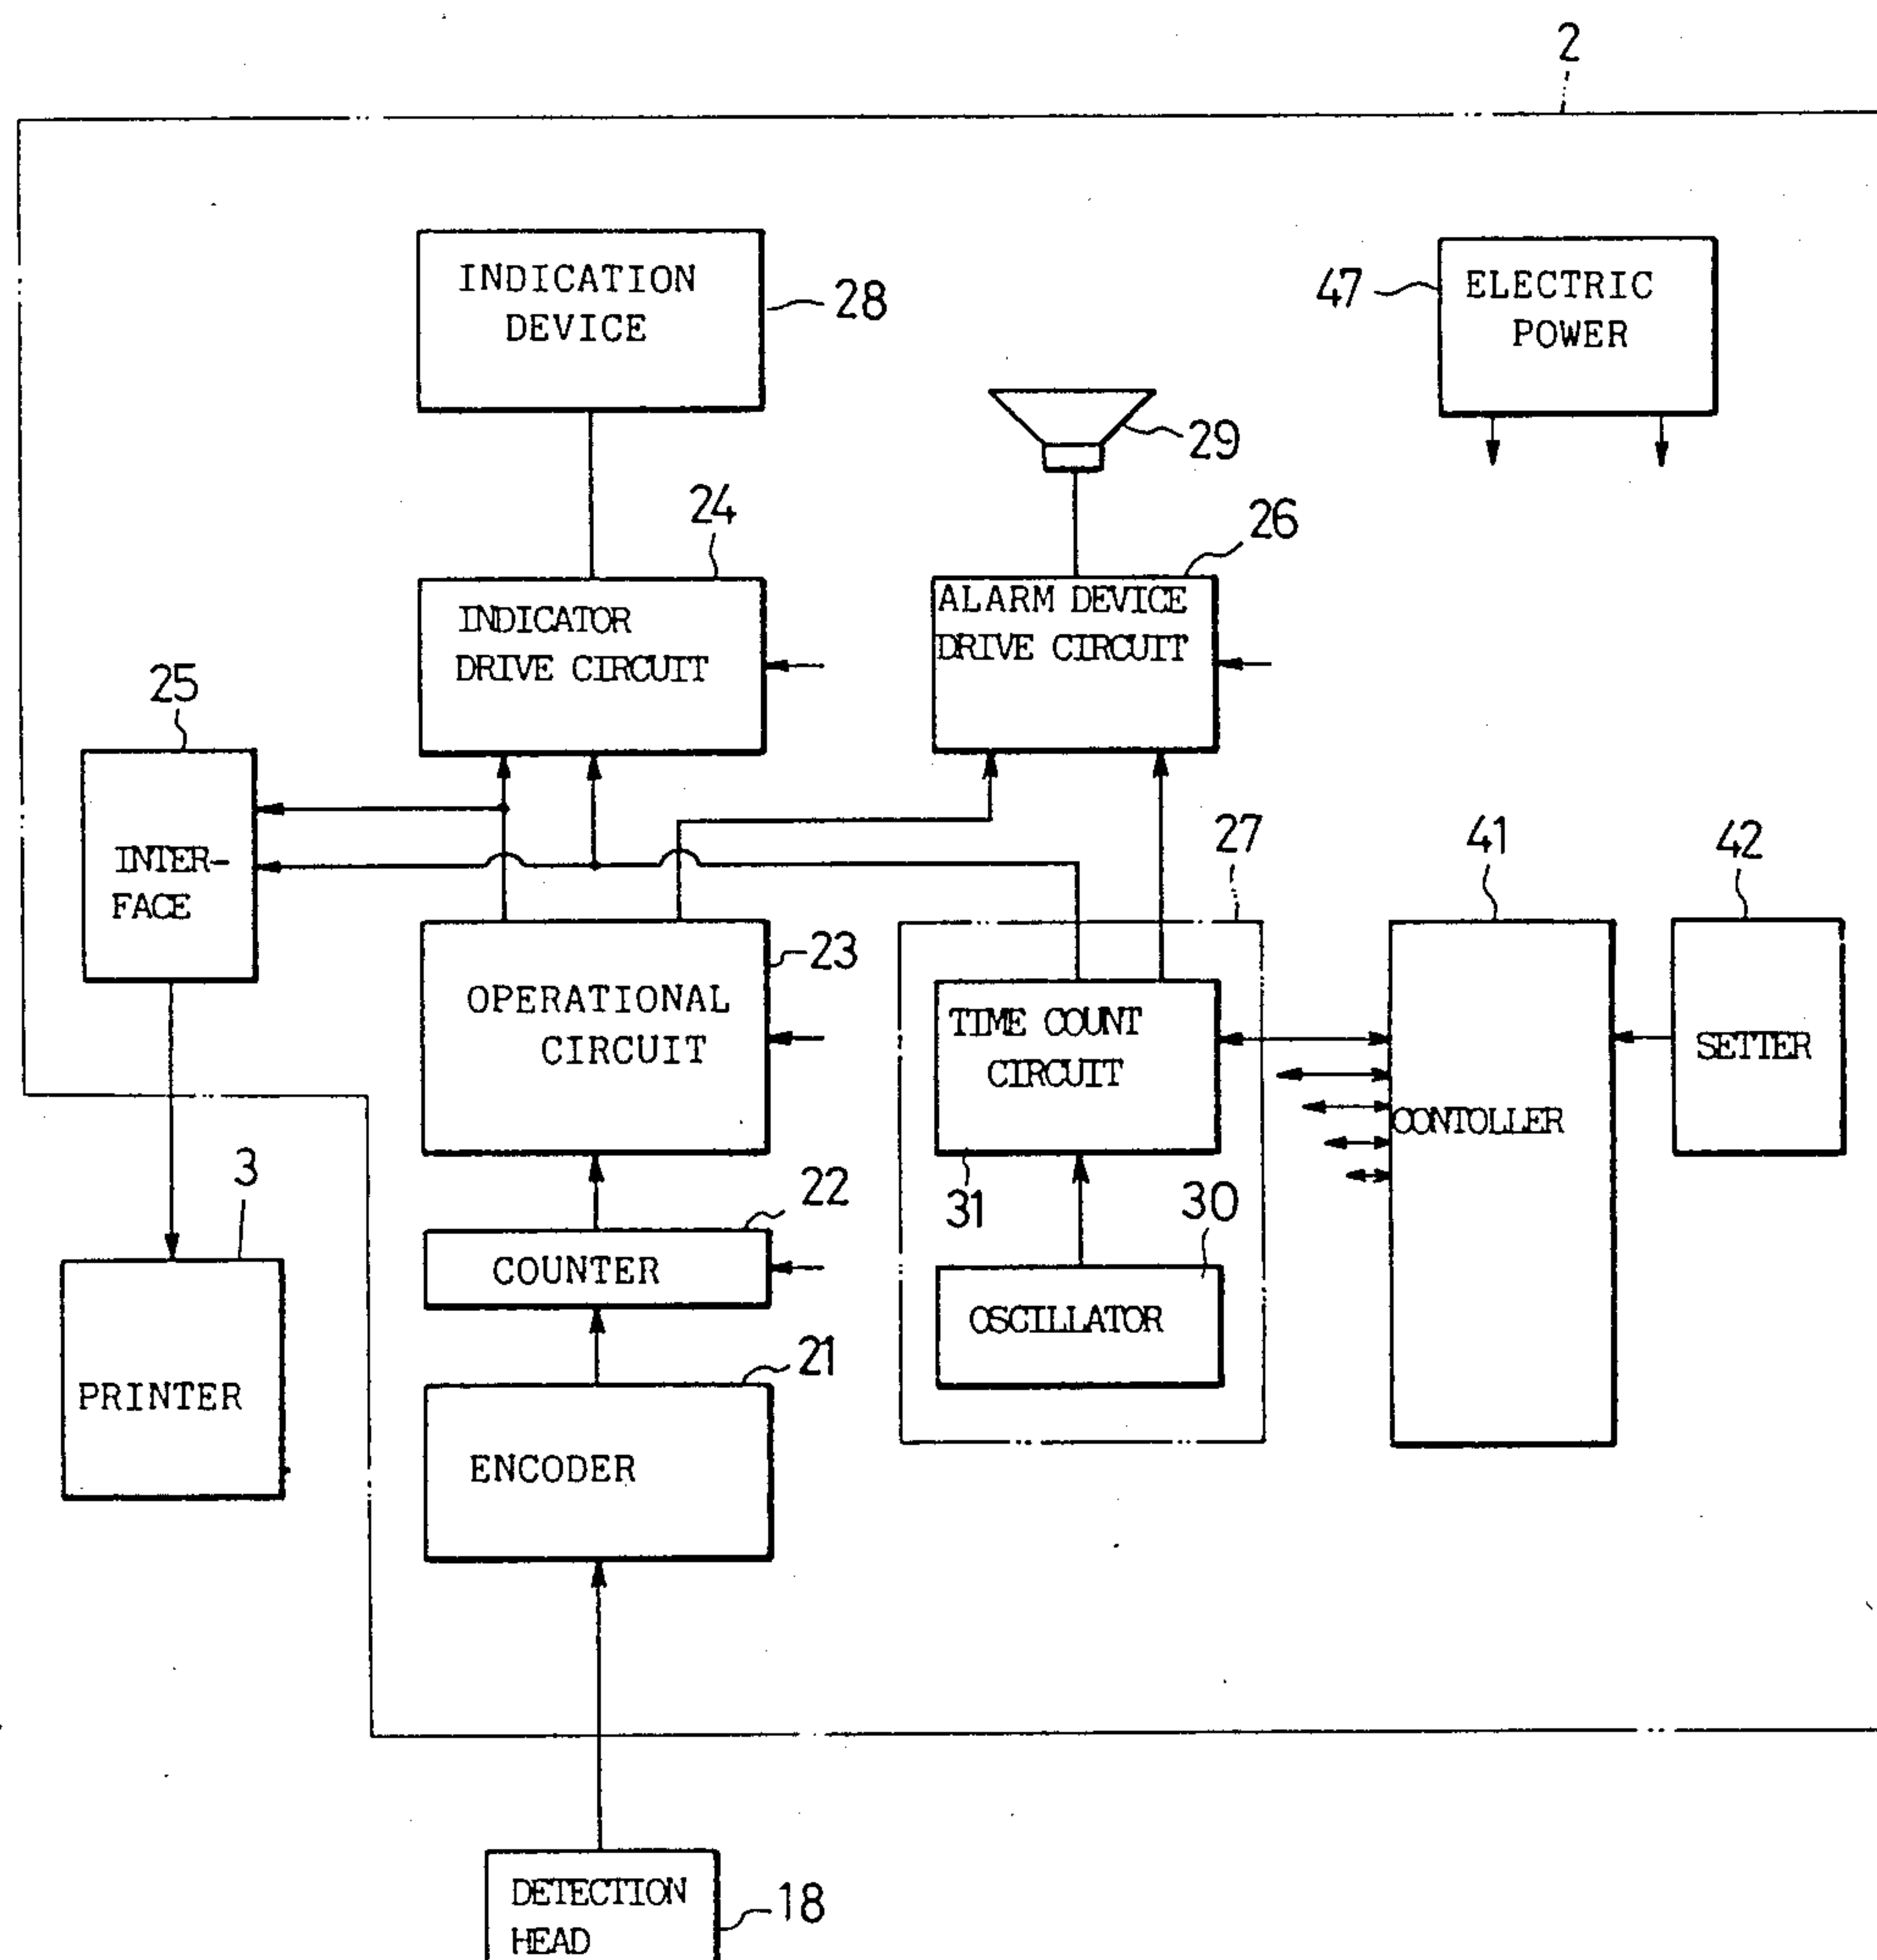 2
INDICATION
DEVICE
28
47
ELECTRIC
POWER
29
24
26
INDICATOR
DRIVE CIRCUIT
ALARM DEVICE
DRIVE CIRCUIT
25
INTER-
FACE
27
41
42
23
OPERATIONAL
CIRCUIT
TIME COUNT
CIRCUIT
CONTOLLER
SETTER
3
22
31
30
COUNTER
OSCILLATOR
PRINTER
21
ENCODER
DETECTION
HEAD
18